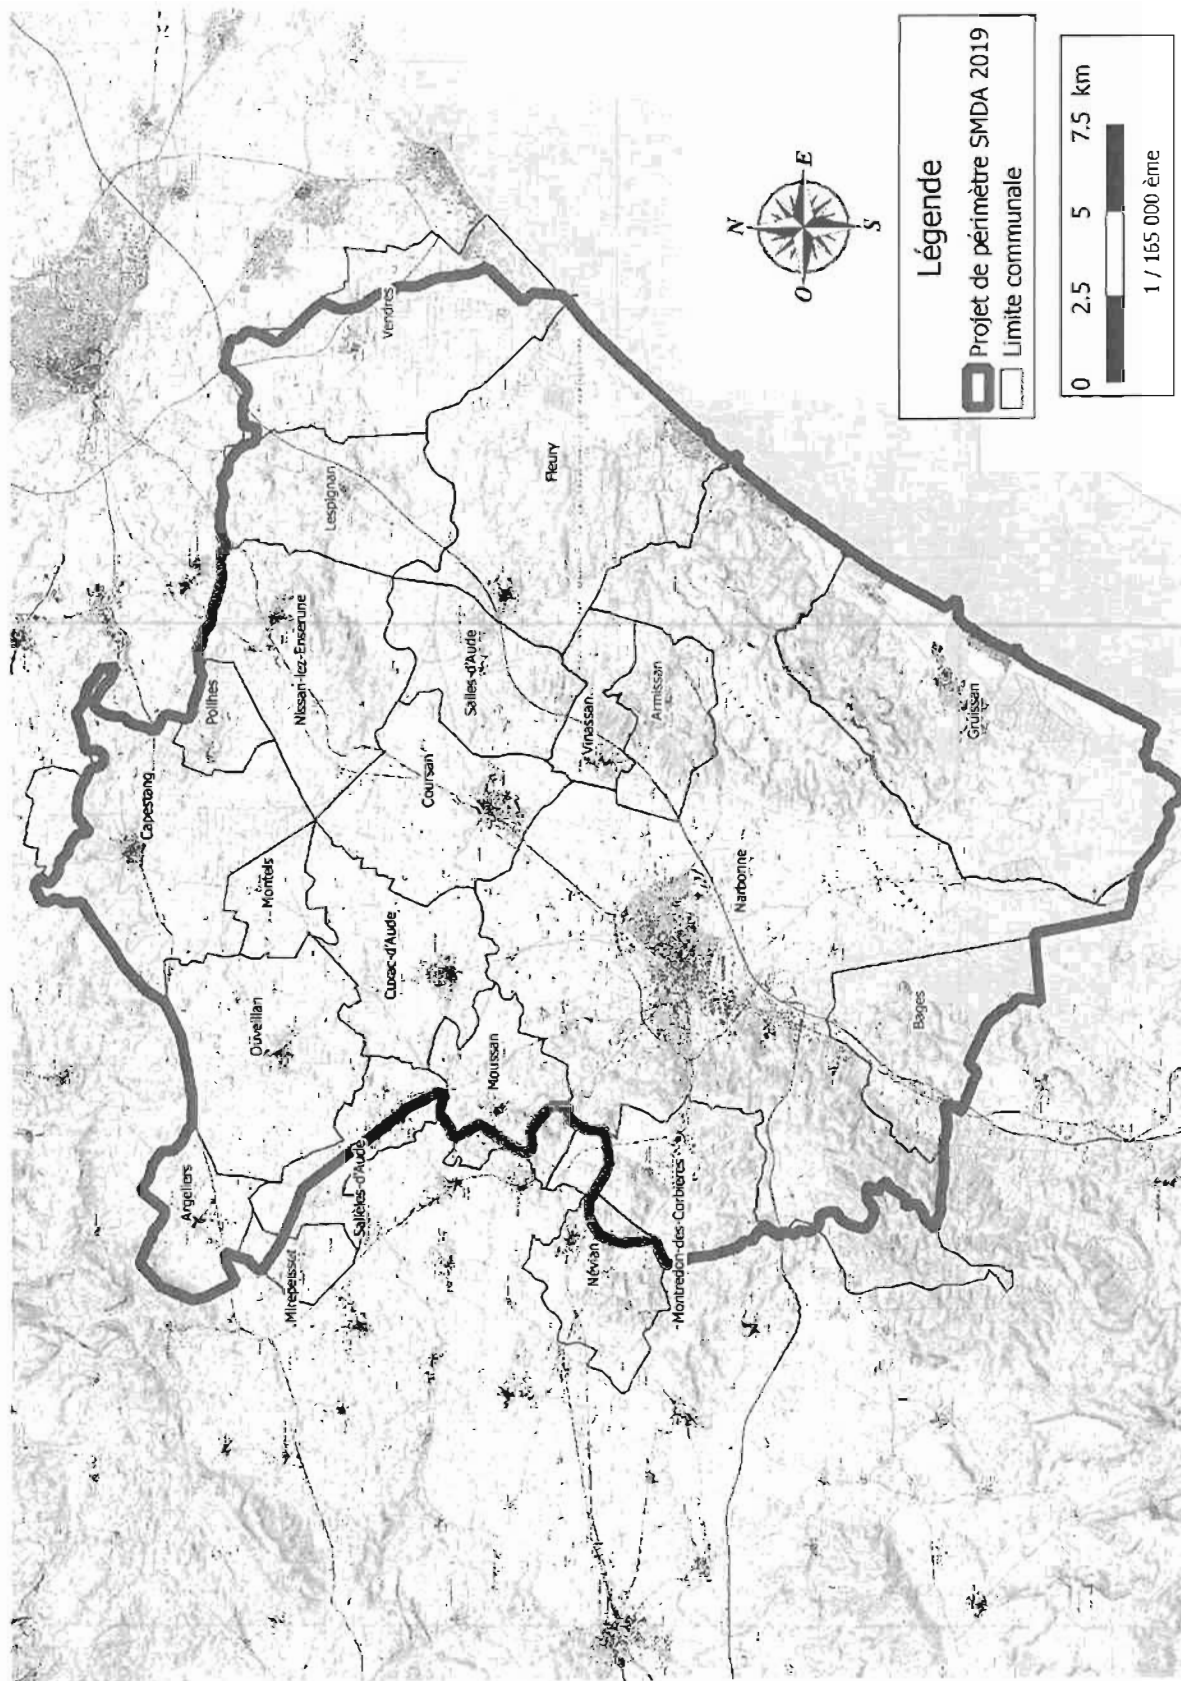 Capestang
Poilhes
Nissan-lez-Enserune
Lespignan
Vendres
Montels
Ouveillan
Argeliers
Mirepeisset
Sallèles-d'Aude
Cuxac-d'Aude
Coursan
Salles-d'Aude
Fleury
Moussan
Vinassan
Armissan
Névian
Montredon-des-Corbières
Narbonne
Gruissan
Bages
N
O
E
S
Légende
Projet de périmètre SMDA 2019
Limite communale
0 2.5 5 7.5 km
1 / 165 000 ème